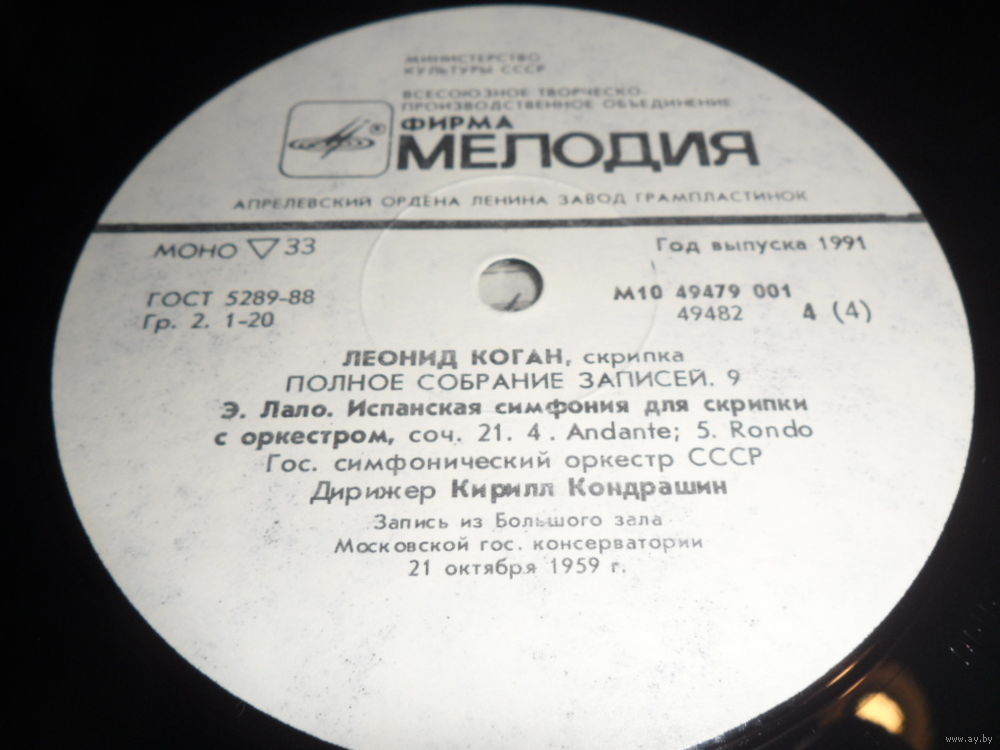 МИНИСТЕРСТВО
КУЛЬТУРЫ СССР
ВСЕСОЮЗНОЕ ТВОРЧЕСКО-
ПРОИЗВОДСТВЕННОЕ ОБЪЕДИНЕНИЕ
ФИРМА
® МЕЛОДИЯ
АПРЕЛЕВСКИЙ ОРДЕНА ЛЕНИНА ЗАВОД ГРАМПЛАСТИНОК
МОНО ▽ 33 Год выпуска 1991
ГОСТ 5289-88 М10 49479 001
Гр. 2. 1-20 49482 4 (4)
ЛЕОНИД КОГАН, скрипка
ПОЛНОЕ СОБРАНИЕ ЗАПИСЕЙ. 9
Э. Лало. Испанская симфония для скрипки
с оркестром, соч. 21. 4. Andante; 5. Rondo
Гос. симфонический оркестр СССР
Дирижер Кирилл Кондрашин
Запись из Большого зала
Московской гос. консерватории
21 октября 1959 г.
www.ay.by